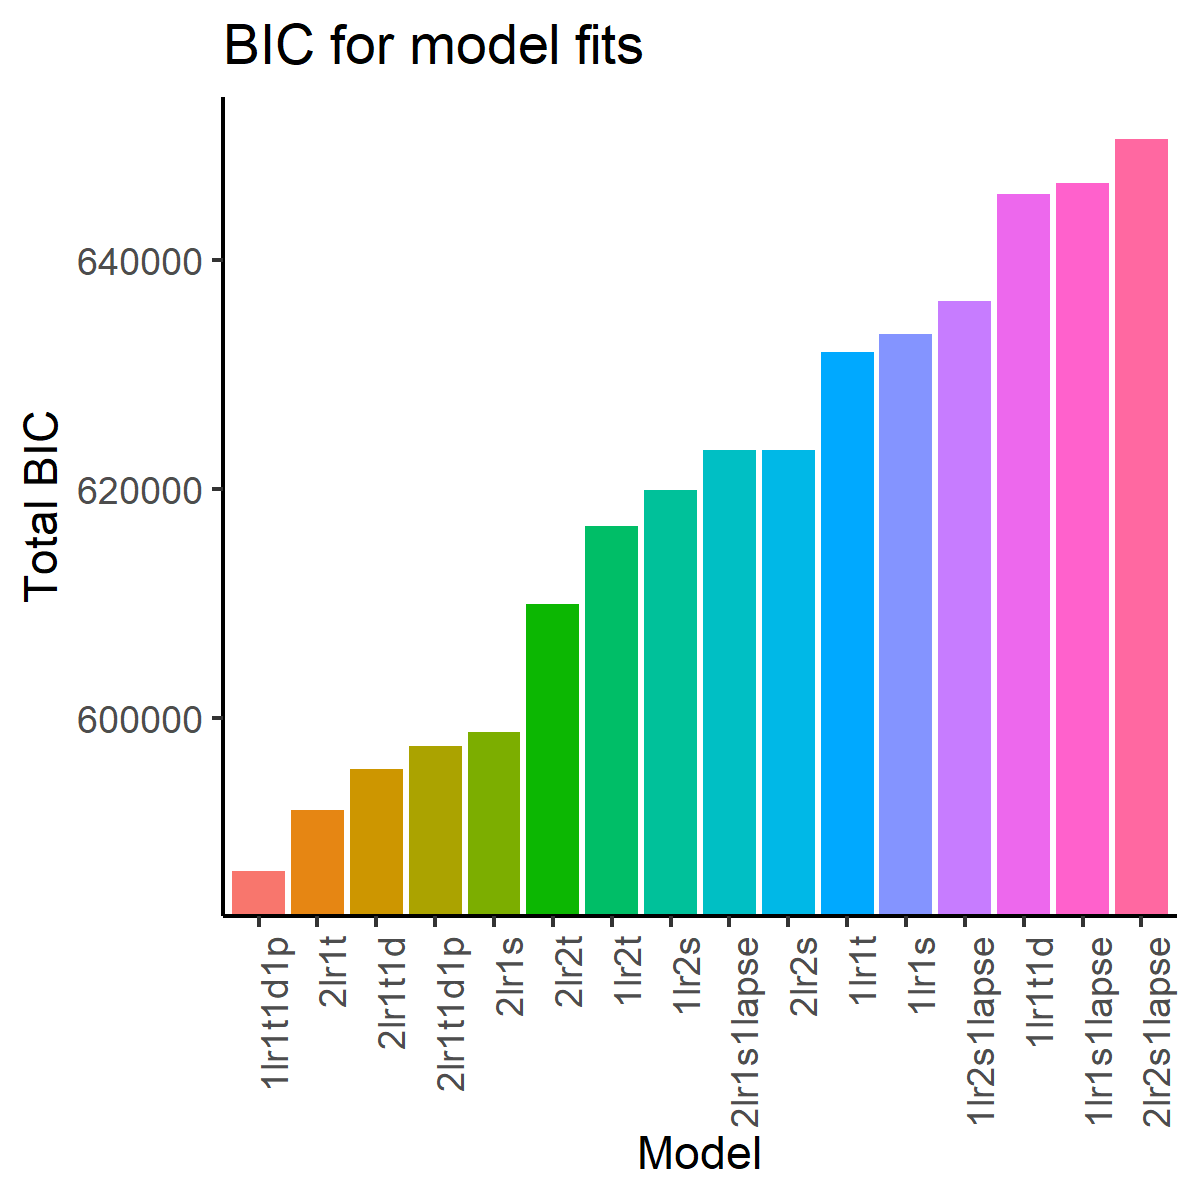 BIC for model fits
Total BIC
640000
620000
600000
1lr1t1d1p
2lr1t
2lr1t1d
2lr1t1d1p
2lr1s
2lr2t
1lr2t
1lr2s
2lr1s1lapse
2lr2s
1lr1t
1lr1s
1lr2s1lapse
1lr1t1d
1lr1s1lapse
2lr2s1lapse
Model